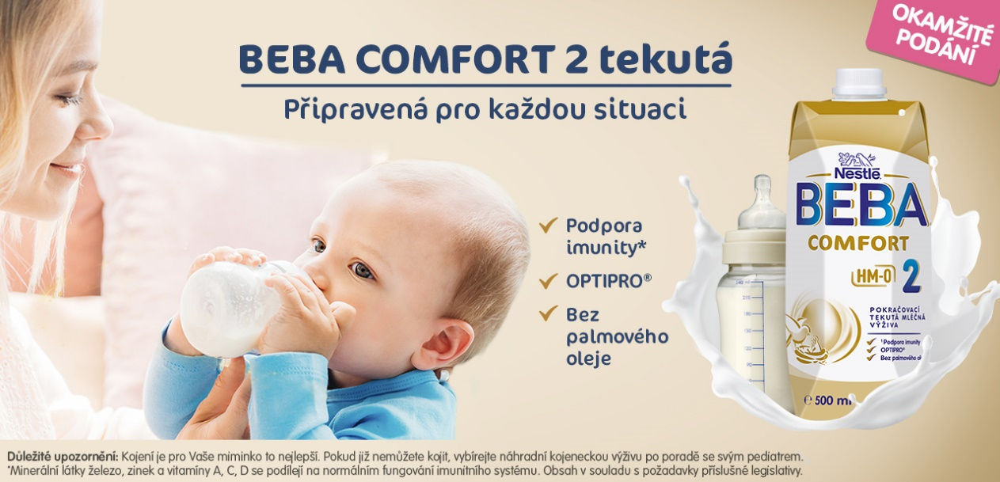 OKAMŽITÉ
PODÁNÍ
BEBA COMFORT 2 tekutá
Připravená pro každou situaci
Podpora
imunity*
OPTIPRO®
Bez
palmového
oleje
Nestlé
BEBA
COMFORT
HM-O 2
POKRAČOVACÍ
TEKUTÁ MLÉČNÁ
VÝŽIVA
¹Podpora imunity
OPTIPRO®
Bez palmového
℮ 500 ml
Důležité upozornění: Kojení je pro Vaše miminko to nejlepší. Pokud již nemůžete kojit, vybírejte náhradní kojeneckou výživu po poradě se svým pediatrem.
*Minerální látky železo, zinek a vitamíny A, C, D se podílejí na normálním fungování imunitního systému. Obsah v souladu s požadavky příslušné legislativy.